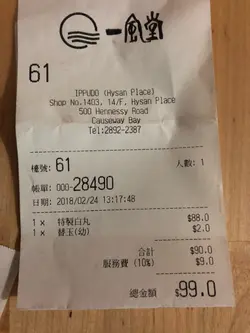 一風堂
61
IPPUDO (Hysan Place)
Shop No.1403, 14/F, Hysan Place
500 Hennessy Road
Causeway Bay
Tel:2892-2387
檯號: 61 人數: 1
帳單: 000-28490
日期: 2018/02/24 13:17:48
1 x 特製白丸 $88.0
1 x 替玉(幼) $2.0
合計: $90.0
服務費 (10%) $9.0
總金額 $99.0